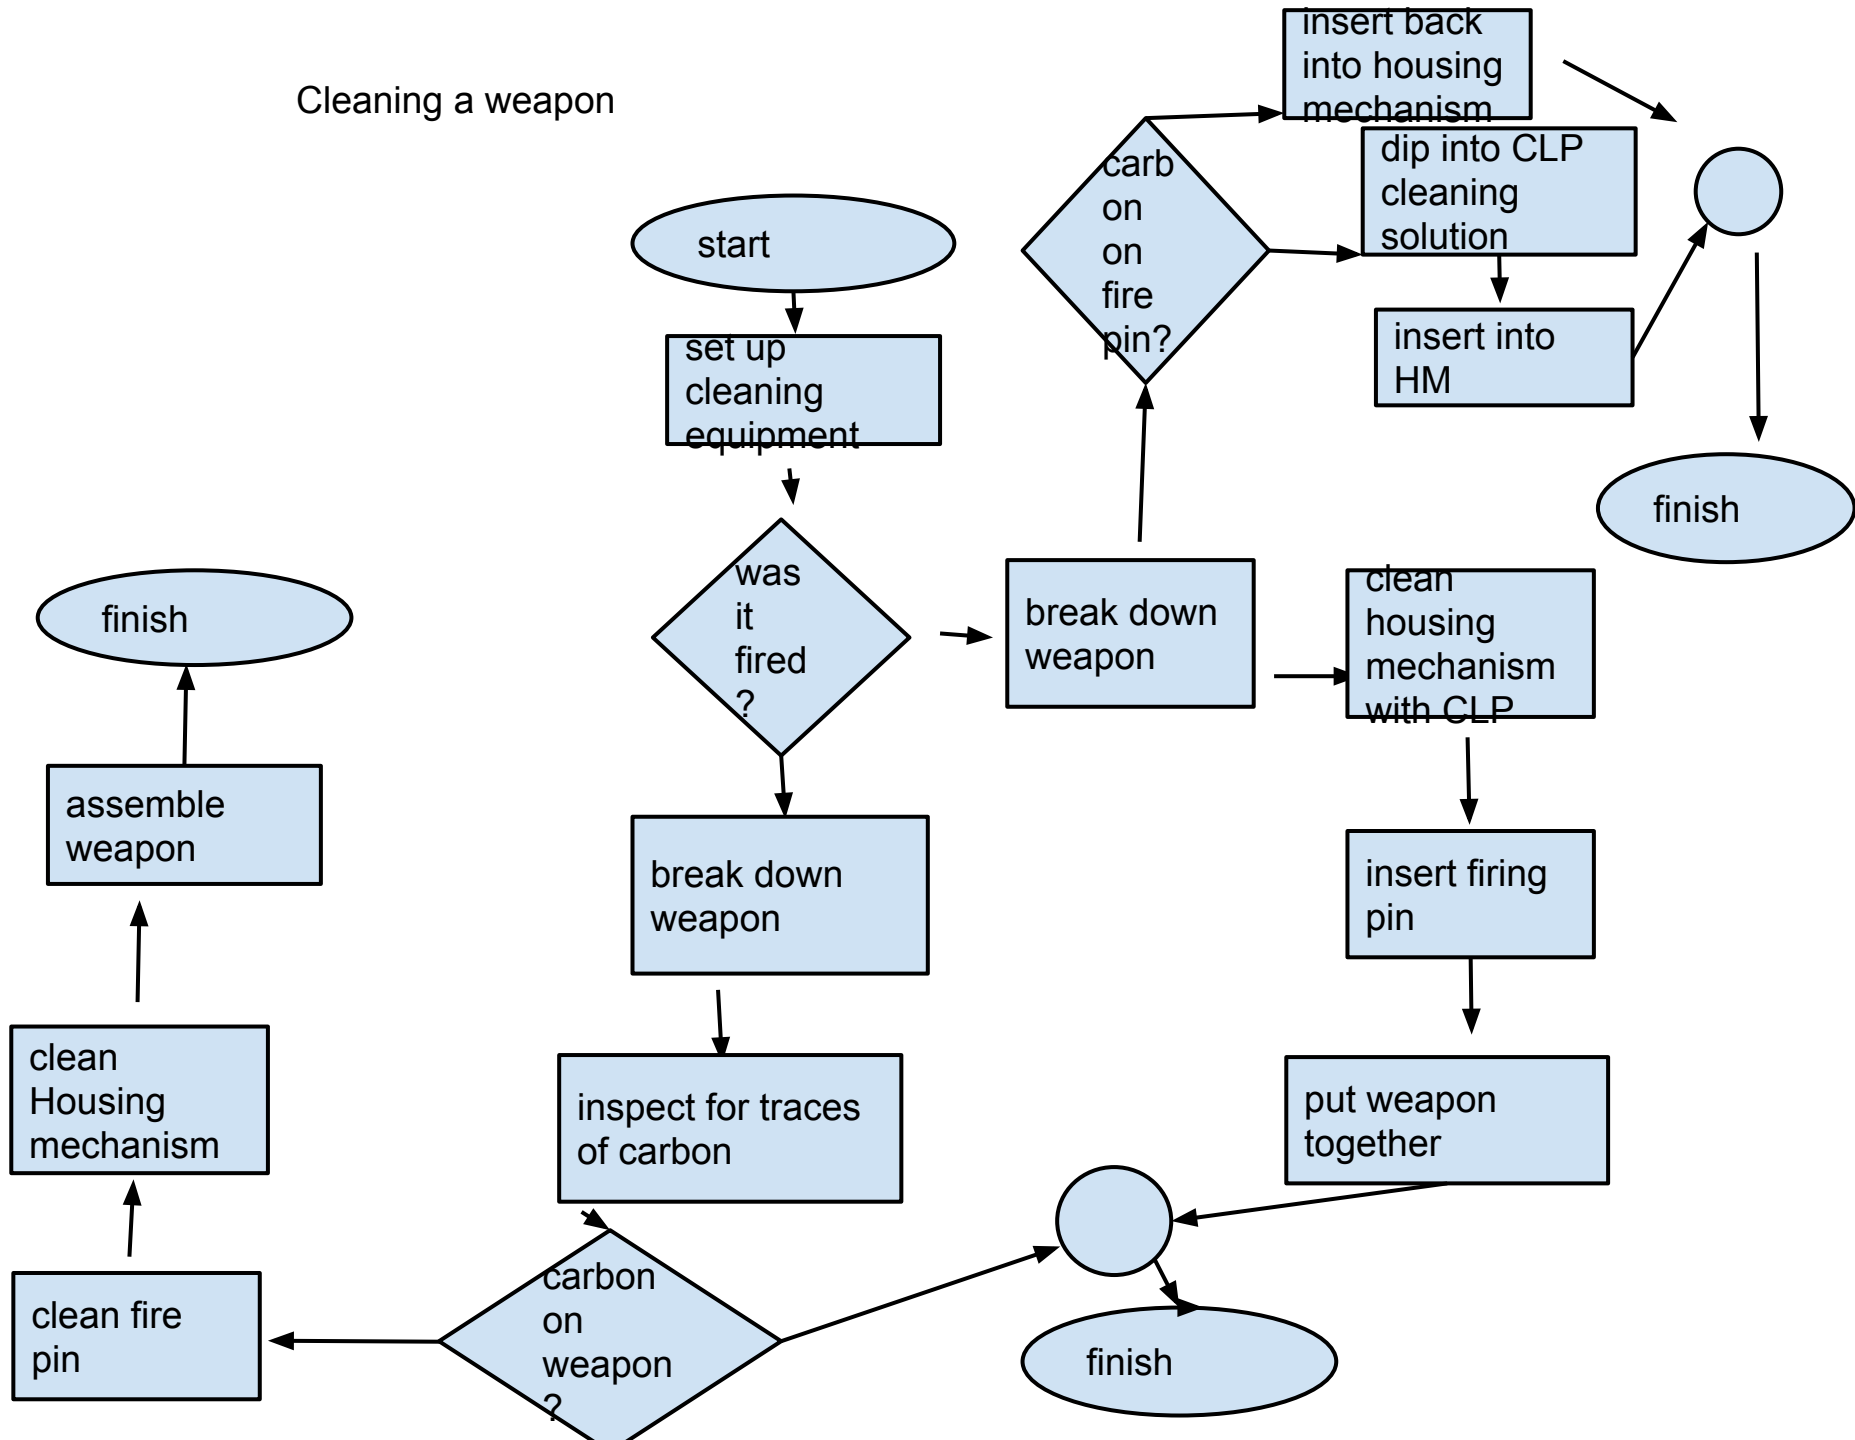 Cleaning a weapon
start
set up
cleaning
equipment
was
it
fired
?
break down
weapon
carb
on
on
fire
pin?
insert back
into housing
mechanism
dip into CLP
cleaning
solution
insert into
HM
finish
clean
housing
mechanism
with CLP
insert firing
pin
put weapon
together
break down
weapon
inspect for traces
of carbon
carbon
on
weapon
?
finish
clean fire
pin
clean
Housing
mechanism
assemble
weapon
finish